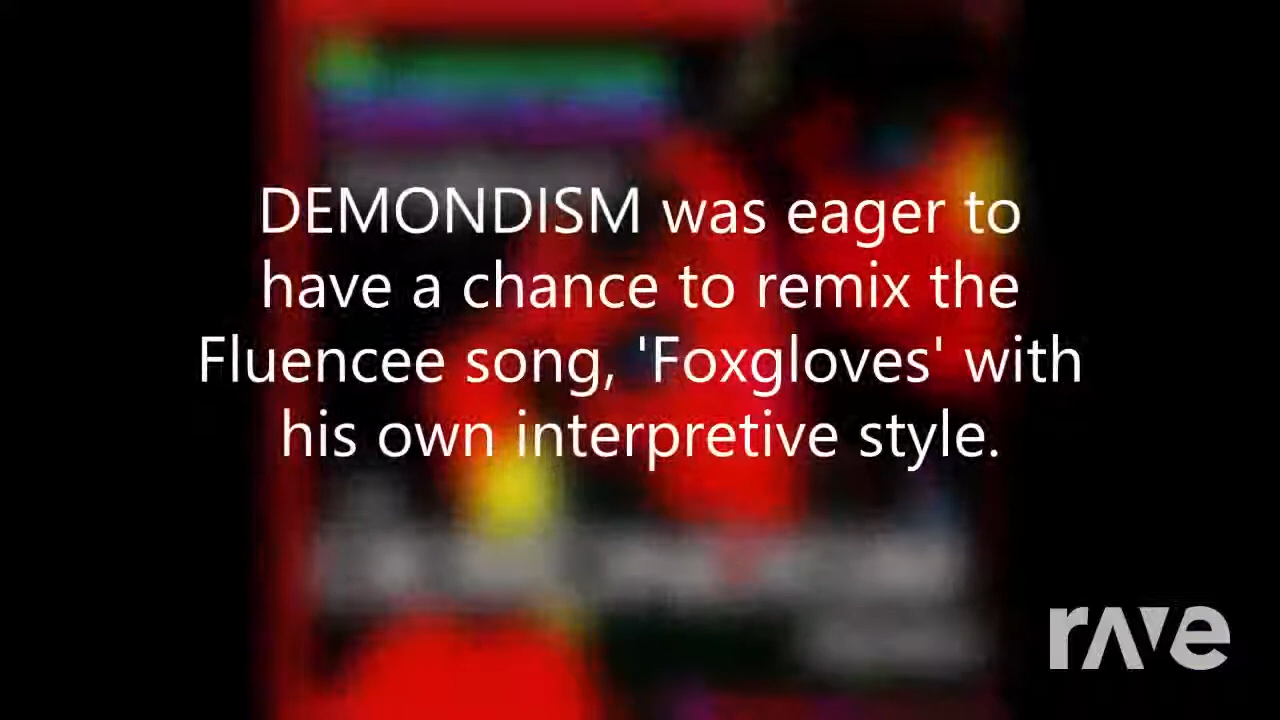 DEMONDISM was eager to
have a chance to remix the
Fluencee song, 'Foxgloves' with
his own interpretive style.
rave